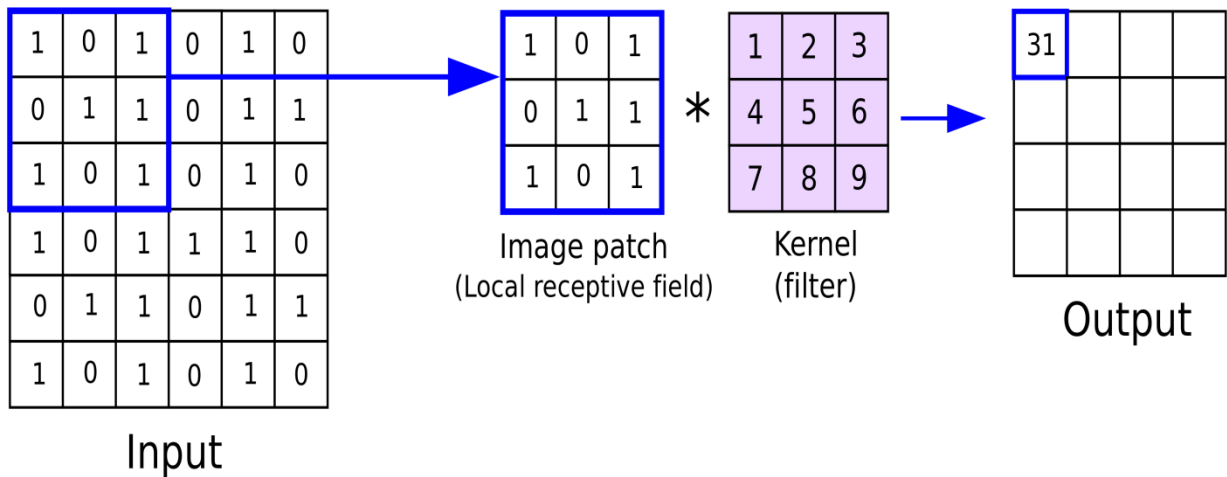 1 0 1 0 1 0
0 1 1 0 1 1
1 0 1 0 1 0
1 0 1 1 1 0
0 1 1 0 1 1
1 0 1 0 1 0
Input
1 0 1
0 1 1
1 0 1
Image patch
(Local receptive field)
*
1 2 3
4 5 6
7 8 9
Kernel
(filter)
31
Output